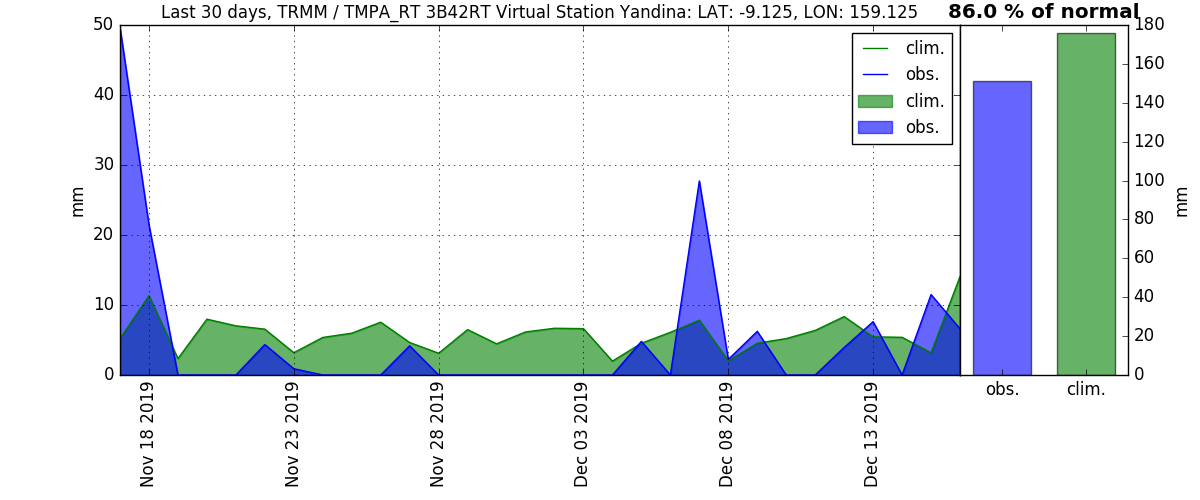 Last 30 days, TRMM / TMPA_RT 3B42RT Virtual Station Yandina: LAT: -9.125, LON: 159.125
86.0 % of normal
50
40
30
20
10
0
mm
clim.
obs.
clim.
obs.
180
160
140
120
100
80
60
40
20
0
mm
Nov 18 2019
Nov 23 2019
Nov 28 2019
Dec 03 2019
Dec 08 2019
Dec 13 2019
obs.
clim.